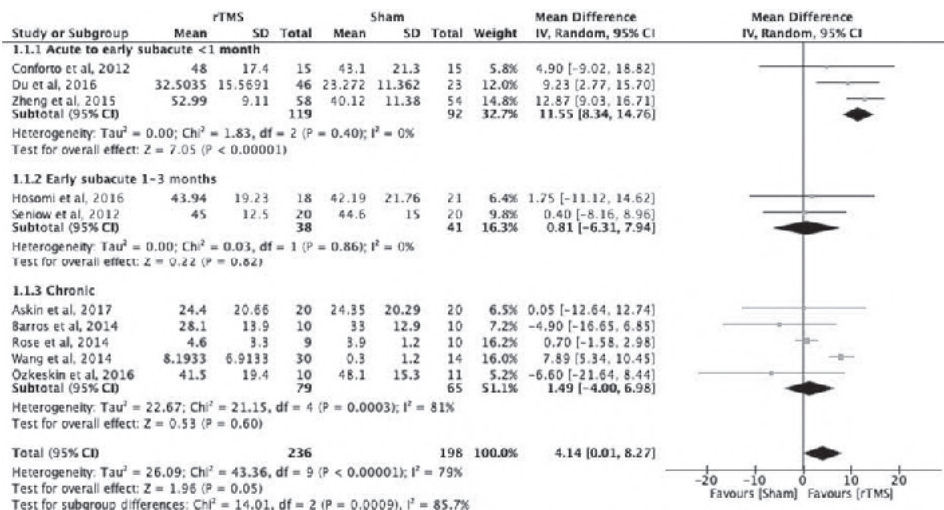 rTMS Sham Mean Difference Mean Difference
Study or Subgroup Mean SD Total Mean SD Total Weight IV, Random, 95% CI IV, Random, 95% CI
1.1.1 Acute to early subacute <1 month
Conforto et al, 2012 48 17.4 15 43.1 21.3 15 5.8% 4.90 [-9.02, 18.82]
Du et al, 2016 32.5035 15.5691 46 23.272 11.362 23 12.0% 9.23 [2.77, 15.70]
Zheng et al, 2015 52.99 9.11 58 40.12 11.38 54 14.8% 12.87 [9.03, 16.71]
Subtotal (95% CI) 119 92 32.7% 11.55 [8.34, 14.76]
Heterogeneity: Tau² = 0.00; Chi² = 1.83, df = 2 (P = 0.40); I² = 0%
Test for overall effect: Z = 7.05 (P < 0.00001)
1.1.2 Early subacute 1-3 months
Hosomi et al, 2016 43.94 19.23 18 42.19 21.76 21 6.4% 1.75 [-11.12, 14.62]
Seniow et al, 2012 45 12.5 20 44.6 15 20 9.8% 0.40 [-8.16, 8.96]
Subtotal (95% CI) 38 41 16.3% 0.81 [-6.31, 7.94]
Heterogeneity: Tau² = 0.00; Chi² = 0.03, df = 1 (P = 0.86); I² = 0%
Test for overall effect: Z = 0.22 (P = 0.82)
1.1.3 Chronic
Askin et al, 2017 24.4 20.66 20 24.35 20.29 20 6.5% 0.05 [-12.64, 12.74]
Barros et al, 2014 28.1 13.9 10 33 12.9 10 7.2% -4.90 [-16.65, 6.85]
Rose et al, 2014 4.6 3.3 9 3.9 1.2 10 16.2% 0.70 [-1.58, 2.98]
Wang et al, 2014 8.1933 6.9133 30 0.3 1.2 14 16.0% 7.89 [5.34, 10.45]
Özkeskin et al, 2016 41.5 19.4 10 48.1 15.3 11 5.2% -6.60 [-21.64, 8.44]
Subtotal (95% CI) 79 65 51.1% 1.49 [-4.00, 6.98]
Heterogeneity: Tau² = 22.67; Chi² = 21.15, df = 4 (P = 0.0003); I² = 81%
Test for overall effect: Z = 0.53 (P = 0.60)
Total (95% CI) 236 198 100.0% 4.14 [0.01, 8.27]
Heterogeneity: Tau² = 26.09; Chi² = 43.36, df = 9 (P < 0.00001); I² = 79%
Test for overall effect: Z = 1.96 (P = 0.05)
Test for subgroup differences: Chi² = 14.01, df = 2 (P = 0.0009), I² = 85.7%
-20 -10 0 10 20
Favours [Sham] Favours [rTMS]